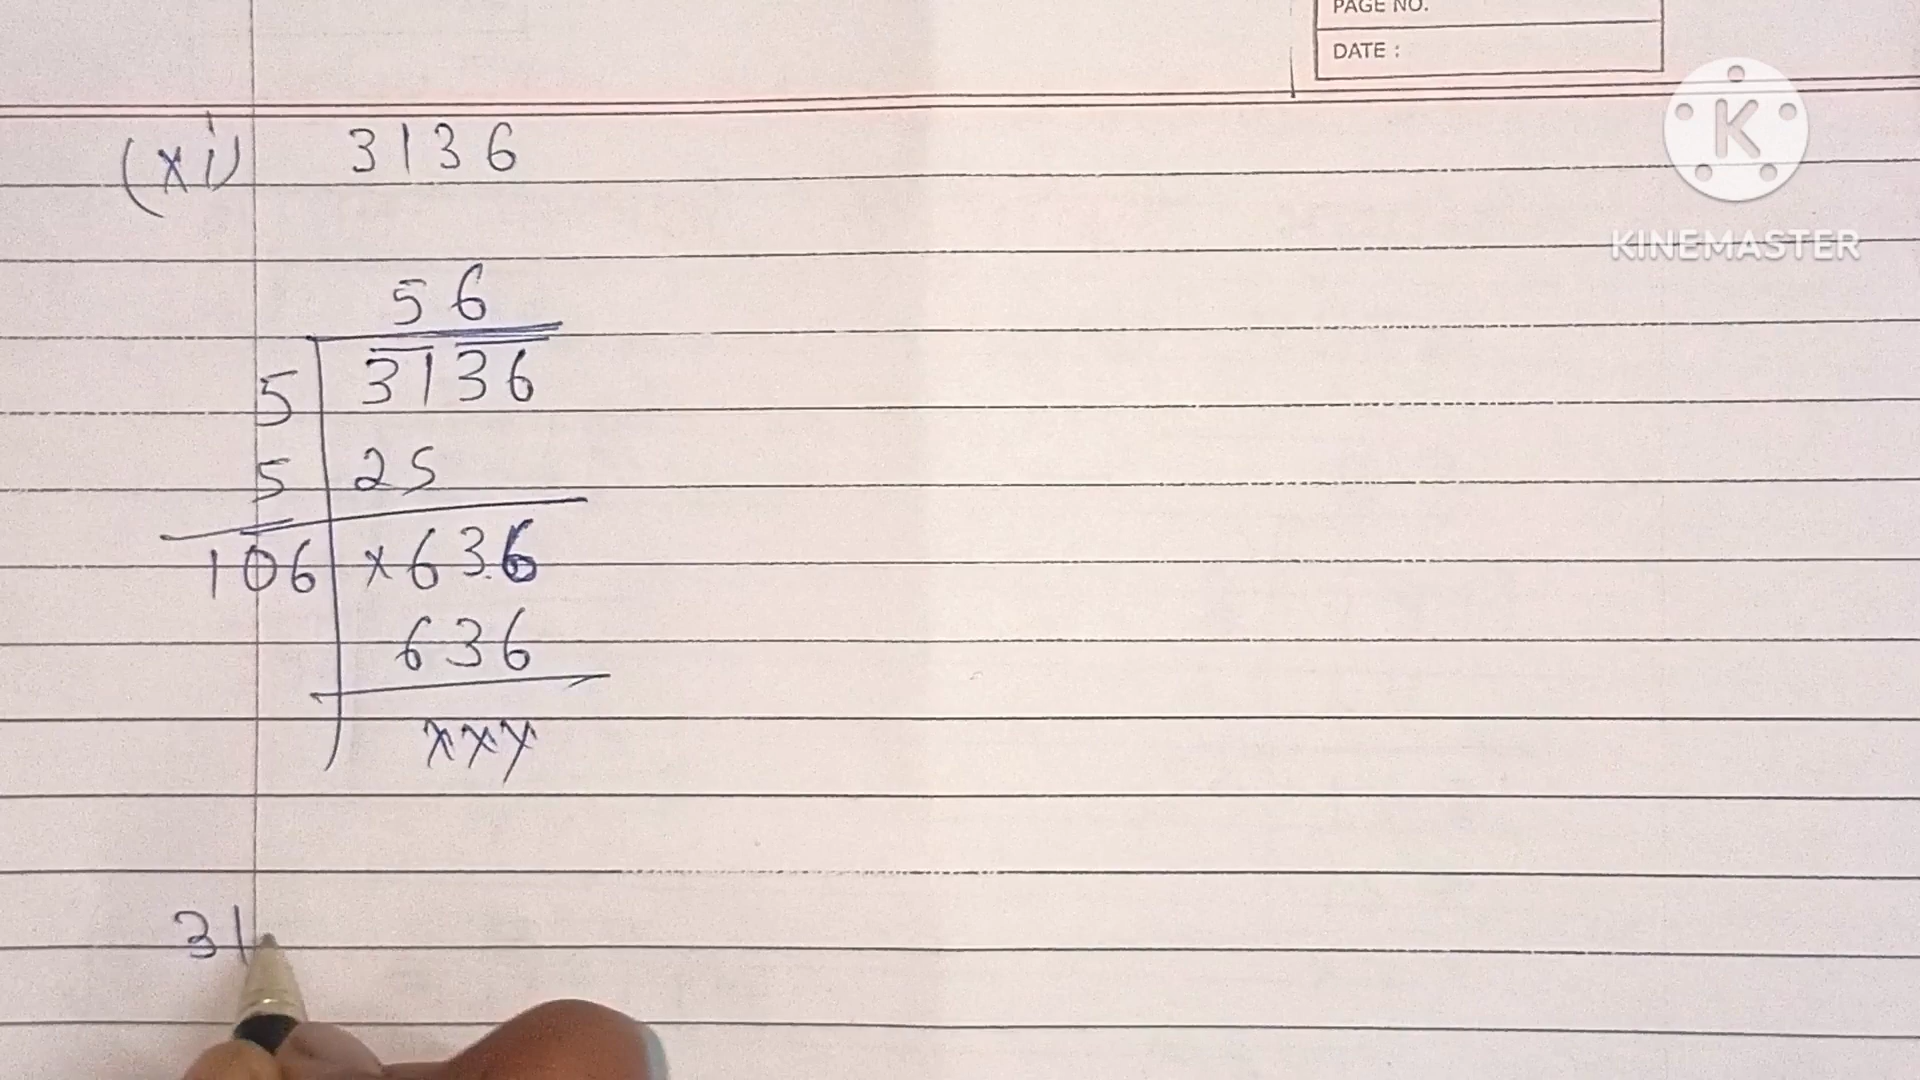 PAGE NO.
DATE :
K
KINEMASTER
(xi) 3136
56
5 3136
5 25
106 x636
636
xxx
31